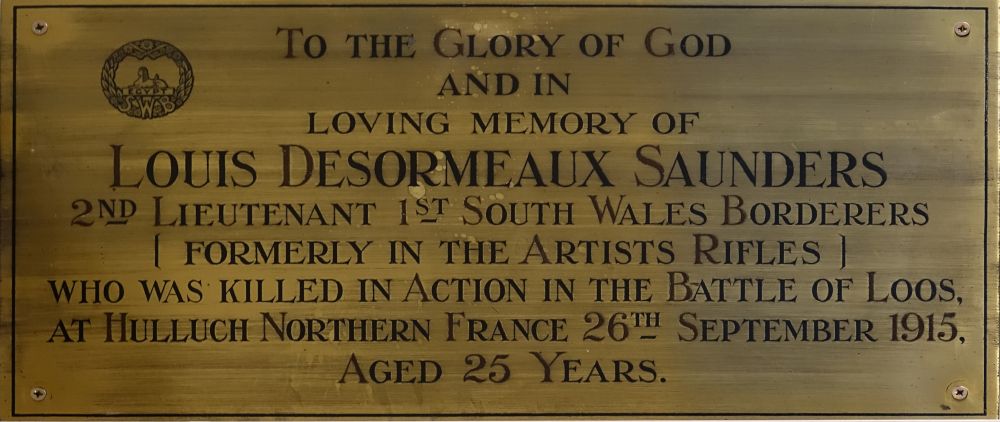 TO THE GLORY OF GOD
AND IN
LOVING MEMORY OF
LOUIS DESORMEAUX SAUNDERS
2ND LIEUTENANT 1ST SOUTH WALES BORDERERS
[ FORMERLY IN THE ARTISTS RIFLES ]
WHO WAS KILLED IN ACTION IN THE BATTLE OF LOOS,
AT HULLUCH NORTHERN FRANCE 26TH SEPTEMBER 1915,
AGED 25 YEARS.
EGYPT
SWB